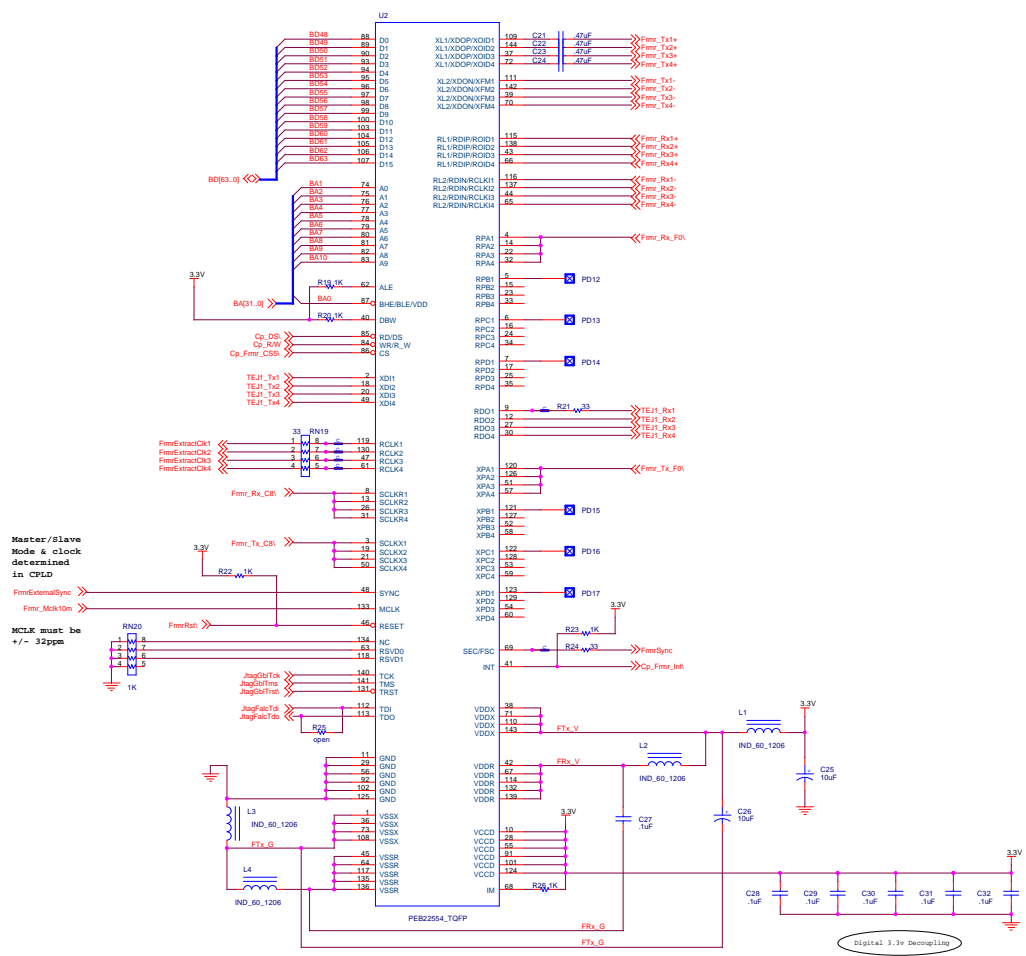 U2
BD48 88 D0 XL1/XDOP/XOID1 109 C21 .47uF Frmr_Tx1+
BD49 89 D1 XL1/XDOP/XOID2 144 C22 .47uF Frmr_Tx2+
BD50 90 D2 XL1/XDOP/XOID3 37 C23 .47uF Frmr_Tx3+
BD51 91 D3 XL1/XDOP/XOID4 72 C24 .47uF Frmr_Tx4+
BD52 94 D4
BD53 95 D5 XL2/XDON/XFM1 111 Frmr_Tx1-
BD54 96 D6 XL2/XDON/XFM2 142 Frmr_Tx2-
BD55 97 D7 XL2/XDON/XFM3 39 Frmr_Tx3-
BD56 98 D8 XL2/XDON/XFM4 70 Frmr_Tx4-
BD57 99 D9
BD58 100 D10
BD59 103 D11
BD60 104 D12 RL1/RDIP/ROID1 115 Frmr_Rx1+
BD61 105 D13 RL1/RDIP/ROID2 138 Frmr_Rx2+
BD62 106 D14 RL1/RDIP/ROID3 43 Frmr_Rx3+
BD63 107 D15 RL1/RDIP/ROID4 66 Frmr_Rx4+
BD[63..0]
RL2/RDIN/RCLKI1 116 Frmr_Rx1-
BA1 74 A0 RL2/RDIN/RCLKI2 137 Frmr_Rx2-
BA2 75 A1 RL2/RDIN/RCLKI3 44 Frmr_Rx3-
BA3 76 A2 RL2/RDIN/RCLKI4 65 Frmr_Rx4-
BA4 77 A3
BA5 78 A4
BA6 79 A5
BA7 80 A6 RPA1 4 Frmr_Rx_F0\
BA8 81 A7 RPA2 14
BA9 82 A8 RPA3 22
BA10 83 A9 RPA4 32
3.3V
R19 1K 62 ALE RPB1 5 PD12
RPB2 15
RPB3 23
BA[31..0] BA0 87 BHE/BLE/VDD RPB4 33
R20 1K 40 DBW RPC1 6 PD13
RPC2 16
Cp_DS\ 85 RD/DS RPC3 24
Cp_R/W 84 WR/R_W RPC4 34
Cp_Frmr_CS5\ 86 CS
RPD1 7 PD14
RPD2 17
TEJ1_Tx1 2 XDI1 RPD3 25
TEJ1_Tx2 18 XDI2 RPD4 35
TEJ1_Tx3 20 XDI3
TEJ1_Tx4 49 XDI4
RDO1 9 R21 33 TEJ1_Rx1
RDO2 12 TEJ1_Rx2
RDO3 27 TEJ1_Rx3
RDO4 30 TEJ1_Rx4
33 RN19
FrmrExtractClk1 1 8 119 RCLK1
FrmrExtractClk2 2 7 130 RCLK2
FrmrExtractClk3 3 6 47 RCLK3
FrmrExtractClk4 4 5 61 RCLK4
XPA1 120 Frmr_Tx_F0\
XPA2 126
XPA3 51
XPA4 57
Frmr_Rx_C8\ 8 SCLKR1
13 SCLKR2
26 SCLKR3
31 SCLKR4
XPB1 121 PD15
XPB2 127
XPB3 52
XPB4 58
Master/Slave
Mode & clock
determined
in CPLD
Frmr_Tx_C8\ 3 SCLKX1
19 SCLKX2
21 SCLKX3
50 SCLKX4
XPC1 122 PD16
XPC2 128
XPC3 53
XPC4 59
3.3V
R22 1K
FrmrExternalSync 48 SYNC
Frmr_Mclk10m 133 MCLK
XPD1 123 PD17
XPD2 129
XPD3 54
XPD4 60
3.3V
MCLK must be
+/- 32ppm
FrmrRst\ 46 RESET
R23 1K
RN20
1 8 134 NC
2 7 63 RSVD0
3 6 118 RSVD1
4 5
1K
SEC/FSC 69 R24 33 FrmrSync
INT 41 Cp_Frmr_Int\
JtagGblTck 140 TCK
JtagGblTms 141 TMS
JtagGblTrst\ 131 TRST
JtagFalcTdi 112 TDI
JtagFalcTdo 113 TDO
R25
open
VDDX 38
VDDX 71
VDDX 110
VDDX 143 FTx_V
L1
IND_60_1206
3.3V
C25
10uF
11 GND
29 GND
56 GND
92 GND
102 GND
125 GND
VDDR 42 FRx_V
VDDR 67
VDDR 114
VDDR 132
VDDR 139
L2
IND_60_1206
L3
IND_60_1206
FTx_G
1 VSSX
36 VSSX
73 VSSX
108 VSSX
C27
.1uF
C26
10uF
3.3V
VCCD 10
VCCD 28
VCCD 55
VCCD 91
VCCD 101
VCCD 124
3.3V
45 VSSR
64 VSSR
117 VSSR
135 VSSR
136 VSSR
L4
IND_60_1206
IM 68 R26 1K
C28 .1uF
C29 .1uF
C30 .1uF
C31 .1uF
C32 .1uF
PEB22554_TQFP
FRx_G
FTx_G
Digital 3.3v Decoupling